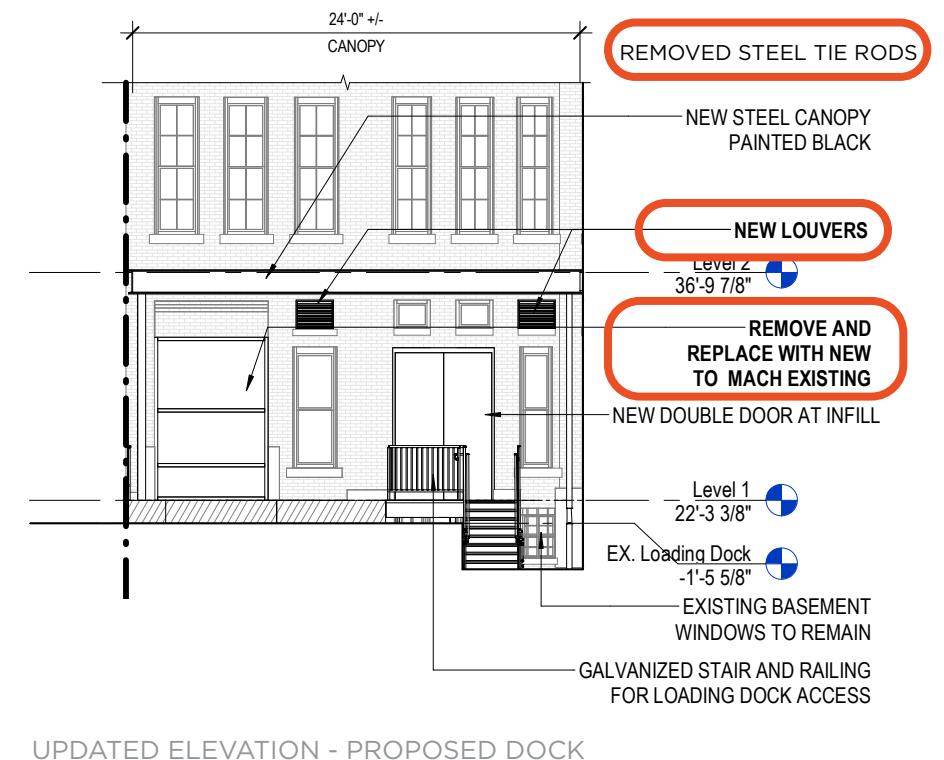 24'-0" +/-
CANOPY
REMOVED STEEL TIE RODS
NEW STEEL CANOPY
PAINTED BLACK
NEW LOUVERS
Level 2
36'-9 7/8"
REMOVE AND
REPLACE WITH NEW
TO MACH EXISTING
NEW DOUBLE DOOR AT INFILL
Level 1
22'-3 3/8"
EX. Loading Dock
-1'-5 5/8"
EXISTING BASEMENT
WINDOWS TO REMAIN
GALVANIZED STAIR AND RAILING
FOR LOADING DOCK ACCESS
UPDATED ELEVATION - PROPOSED DOCK